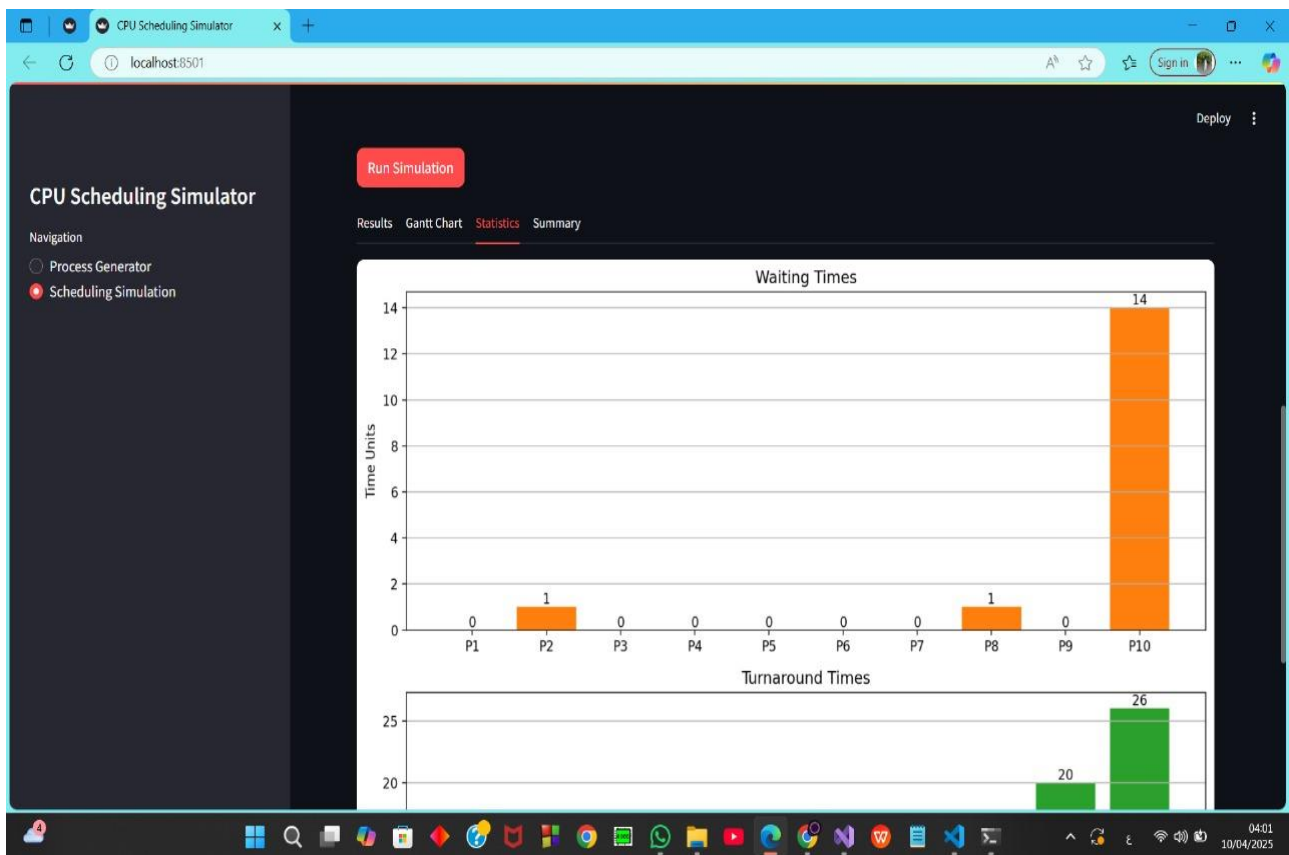 CPU Scheduling Simulator
localhost:8501
Sign in
Deploy
CPU Scheduling Simulator
Navigation
Process Generator
Scheduling Simulation
Run Simulation
Results Gantt Chart Statistics Summary
Waiting Times
Time Units
14
12
10
8
6
4
2
0
0 1 0 0 0 0 0 1 0 14
P1 P2 P3 P4 P5 P6 P7 P8 P9 P10
Turnaround Times
25
20
20 26
4
ع
04:01
10/04/2025